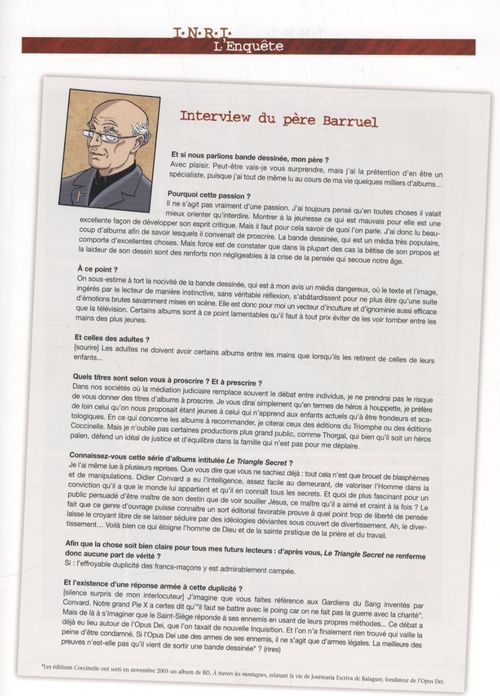 I·N·R·I·
L'Enquête
Interview du père Barruel
Et si nous parlions bande dessinée, mon père ?
Avec plaisir. Peut-être vais-je vous surprendre, mais j'ai la prétention d'en être un
spécialiste, puisque j'ai tout de même lu au cours de ma vie quelques milliers d'albums...
Pourquoi cette passion ?
Il ne s'agit pas vraiment d'une passion. J'ai toujours pensé qu'en toutes choses il valait
mieux orienter qu'interdire. Montrer à la jeunesse ce qui est mauvais pour elle est une
excellente façon de développer son esprit critique. Mais il faut pour cela savoir de quoi l'on parle. J'ai donc lu beau-
coup d'albums afin de savoir lesquels il convenait de proscrire. La bande dessinée, qui est un média très populaire,
comporte d'excellentes choses. Mais force est de constater que dans la plupart des cas la bêtise de son propos et
la laideur de son dessin sont des renforts non négligeables à la crise de la pensée qui secoue notre âge.
À ce point ?
On sous-estime à tort la nocivité de la bande dessinée, qui est à mon avis un média dangereux, où le texte et l'image,
ingérés par le lecteur de manière instinctive, sans véritable réflexion, s'abâtardissent pour ne plus être qu'une suite
d'émotions brutes savamment mises en scène. Elle est donc pour moi un vecteur d'inculture et d'ignominie aussi efficace
que la télévision. Certains albums sont à ce point lamentables qu'il faut à tout prix éviter de les voir tomber entre les
mains des plus jeunes.
Et celles des adultes ?
[sourire] Les adultes ne doivent avoir certains albums entre les mains que lorsqu'ils les retirent de celles de leurs
enfants...
Quels titres sont selon vous à proscrire ? Et à prescrire ?
Dans nos sociétés où la médiation judiciaire remplace souvent le débat entre individus, je ne prendrai pas le risque
de vous donner des titres d'albums à proscrire. Je vous dirai simplement qu'en termes de héros à houppette, je préfère
de loin celui qu'on nous proposait étant jeunes à celui qui n'apprend aux enfants actuels qu'à être frondeurs et sca-
tologiques. En ce qui concerne les albums à recommander, je citerai ceux des éditions du Triomphe ou des éditions
Coccinelle. Mais je n'oublie pas certaines productions plus grand public, comme Thorgal, qui bien qu'il soit un héros
païen, défend un idéal de justice et d'équilibre dans la famille qui n'est pas pour me déplaire.
Connaissez-vous cette série d'albums intitulée Le Triangle Secret ?
Je l'ai même lue à plusieurs reprises. Que vous dire que vous ne sachiez déjà : tout cela n'est que brouet de blasphèmes
et de manipulations. Didier Convard a eu l'intelligence, assez facile au demeurant, de valoriser l'Homme dans la
conviction qu'il a que le monde lui appartient et qu'il en connaît tous les secrets. Et quoi de plus fascinant pour un
public persuadé d'être maître de son destin que de voir souiller Jésus, ce maître qu'il a aimé et craint à la fois ? Le
fait que ce genre d'ouvrage puisse connaître un sort éditorial favorable prouve à quel point trop de liberté de pensée
laisse le croyant libre de se laisser séduire par des idéologies déviantes sous couvert de divertissement. Ah, le diver-
tissement... Voilà bien ce qui éloigne l'homme de Dieu et de la sainte pratique de la prière et du travail.
Afin que la chose soit bien claire pour tous mes futurs lecteurs : d'après vous, Le Triangle Secret ne renferme
donc aucune part de vérité ?
Si : l'effroyable duplicité des francs-maçons y est admirablement campée.
Et l'existence d'une réponse armée à cette duplicité ?
[silence surpris de mon interlocuteur] J'imagine que vous faites référence aux Gardiens du Sang inventés par
Convard. Notre grand Pie X a certes dit qu'"il faut se battre avec le poing car on ne fait pas la guerre avec la charité".
Mais de là à s'imaginer que le Saint-Siège réponde à ses ennemis en usant de leurs propres méthodes... Ce débat a
déjà eu lieu autour de l'Opus Dei, que l'on taxait de nouvelle Inquisition. Et l'on n'a finalement rien trouvé qui vaille la
peine d'être condamné. Si l'Opus Dei use des armes de ses ennemis, il ne s'agit que d'armes légales. La meilleure des
preuves n'est-elle pas qu'il vient de sortir une bande dessinée* ? (rires)
*Les éditions Coccinelle ont sorti en novembre 2005 un album de BD, À travers les montagnes, relatant la vie de Josémaria Escriva de Balaguer, fondateur de l'Opus Dei.